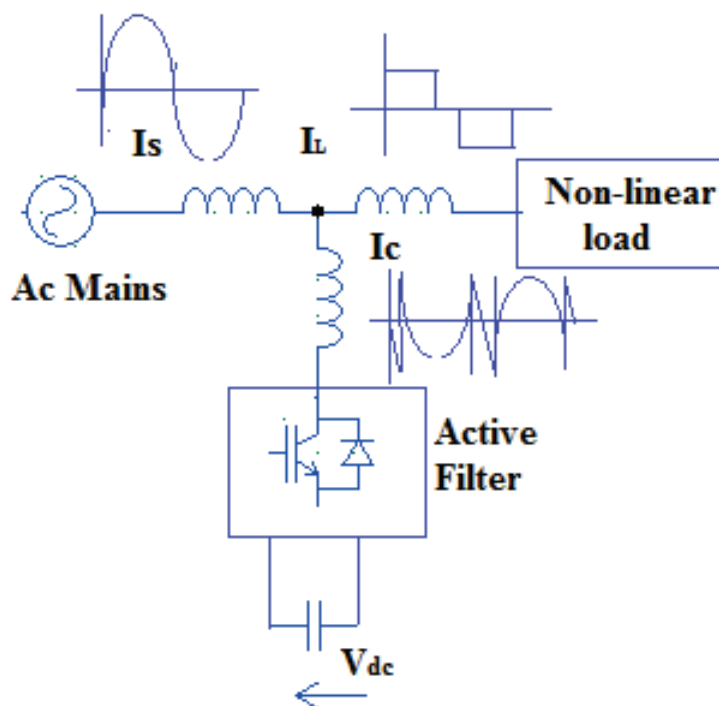 Is
IL
Non-linear
load
Ac Mains
Ic
Active
Filter
Vdc